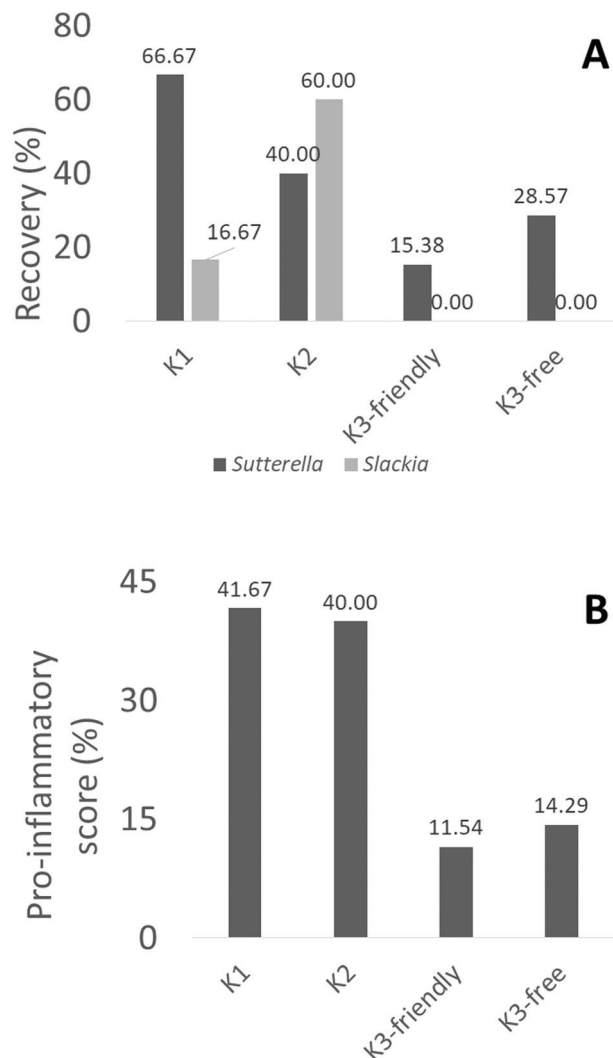 A
Recovery (%)
80
60
40
20
0
66.67
16.67
40.00
60.00
15.38
0.00
28.57
0.00
K1
K2
K3-friendly
K3-free
Sutterella
Slackia
B
Pro-inflammatory
score (%)
45
30
15
0
41.67
40.00
11.54
14.29
K1
K2
K3-friendly
K3-free